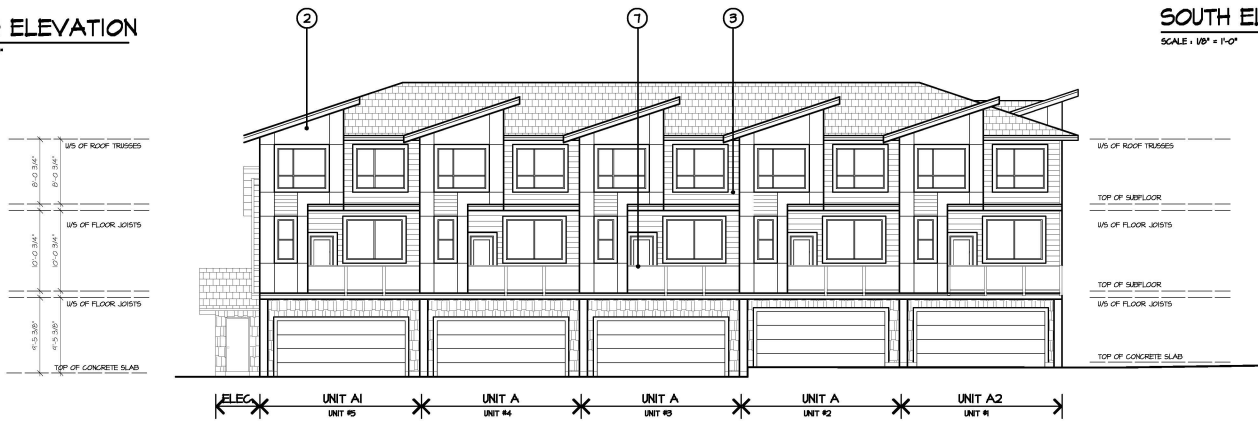 ELEVATION
SOUTH EL
SCALE : 1/8" = 1'-0"
2
7
3
U/S OF ROOF TRUSSES
8'-0 3/4"
8'-0 3/4"
U/S OF FLOOR JOISTS
10'-0 3/4"
10'-0 3/4"
U/S OF FLOOR JOISTS
9'-5 3/8"
9'-5 3/8"
TOP OF CONCRETE SLAB
U/S OF ROOF TRUSSES
TOP OF SUBFLOOR
U/S OF FLOOR JOISTS
TOP OF SUBFLOOR
U/S OF FLOOR JOISTS
TOP OF CONCRETE SLAB
ELEC. UNIT A1 UNIT A UNIT A UNIT A UNIT A2
UNIT #5 UNIT #4 UNIT #3 UNIT #2 UNIT #1